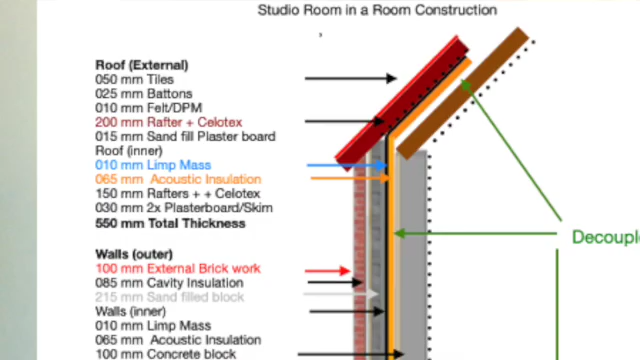 Studio Room in a Room Construction
Roof (External)
050 mm Tiles
025 mm Battons
010 mm Felt/DPM
200 mm Rafter + Celotex
015 mm Sand fill Plaster board
Roof (inner)
010 mm Limp Mass
065 mm Acoustic Insulation
150 mm Rafters + + Celotex
030 mm 2x Plasterboard/Skim
550 mm Total Thickness
Decouple
Walls (outer)
100 mm External Brick work
085 mm Cavity Insulation
215 mm Sand filled block
Walls (inner)
010 mm Limp Mass
065 mm Acoustic Insulation
100 mm Concrete block